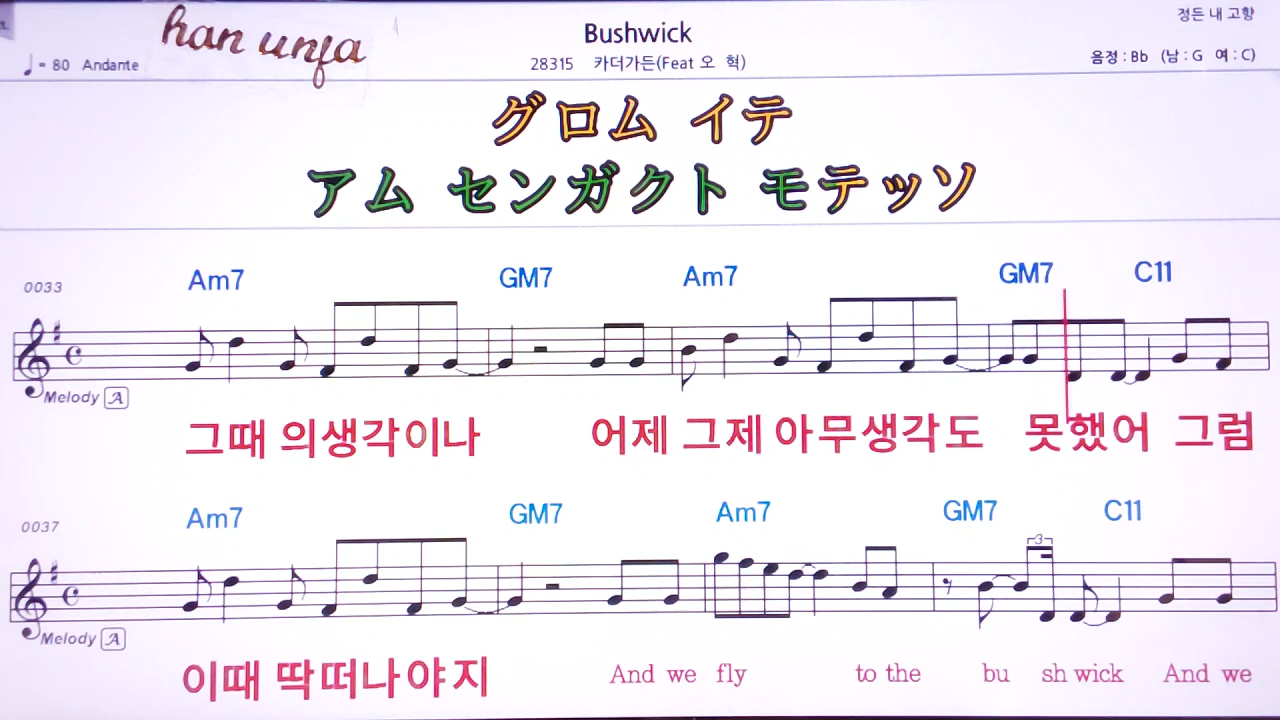 han unja
Bushwick
정든 내 고향
♩= 80 Andante
28315 카더가든(Feat 오 혁)
음정 : Bb (남 : G 여 : C)
グロム イテ
アム センガクト モテッソ
0033
Am7 GM7 Am7 GM7 C11
Melody A
그때 의생각이나 어제 그제 아무생각도 못했어 그럼
0037
Am7 GM7 Am7 GM7 C11
3
Melody A
이때 딱떠나야지 And we fly to the bu sh wick And we